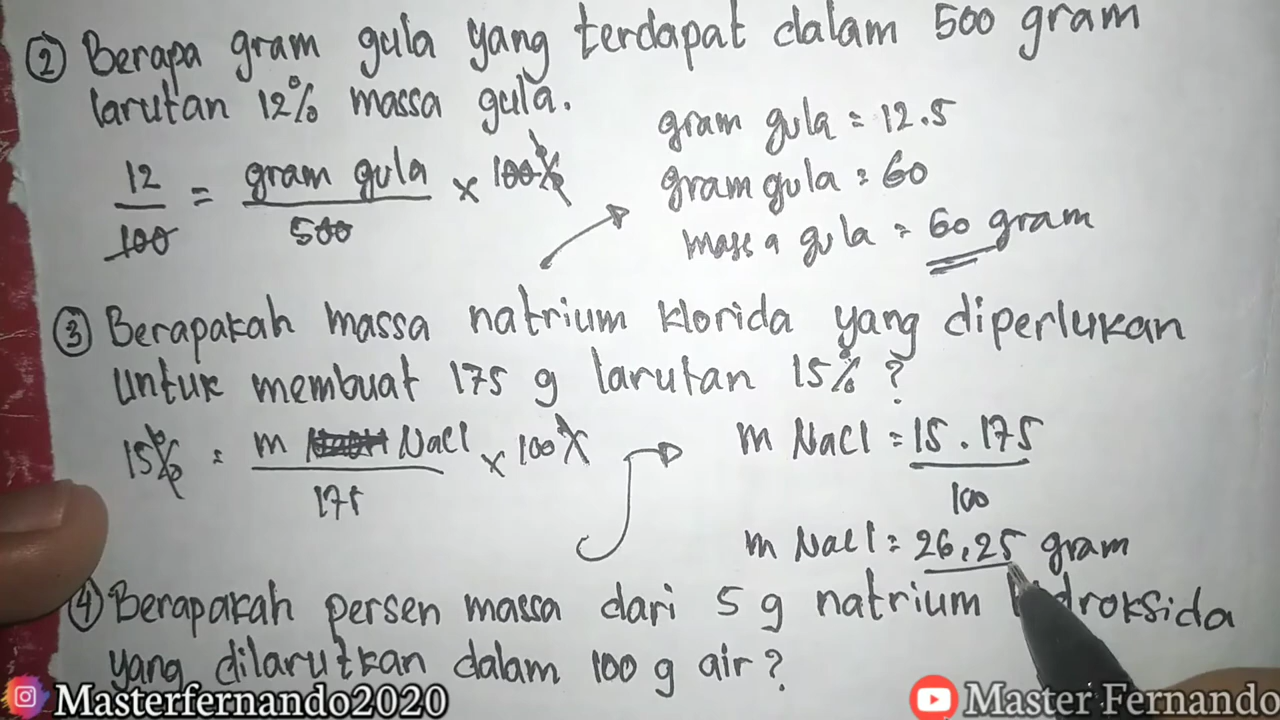 ② Berapa gram gula yang terdapat dalam 500 gram
larutan 12% massa gula.
12/100 = gram gula/500 × 100%
gram gula = 12.5
gram gula = 60
massa gula = 60 gram
③ Berapakah massa natrium klorida yang diperlukan
untuk membuat 175 g larutan 15% ?
15% = m NaCl/175 × 100%
m NaCl = 15 . 175/100
m NaCl = 26,25 gram
④ Berapakah persen massa dari 5 g natrium hidroksida
yang dilarutkan dalam 100 g air?
Masterfernando2020
Master Fernando